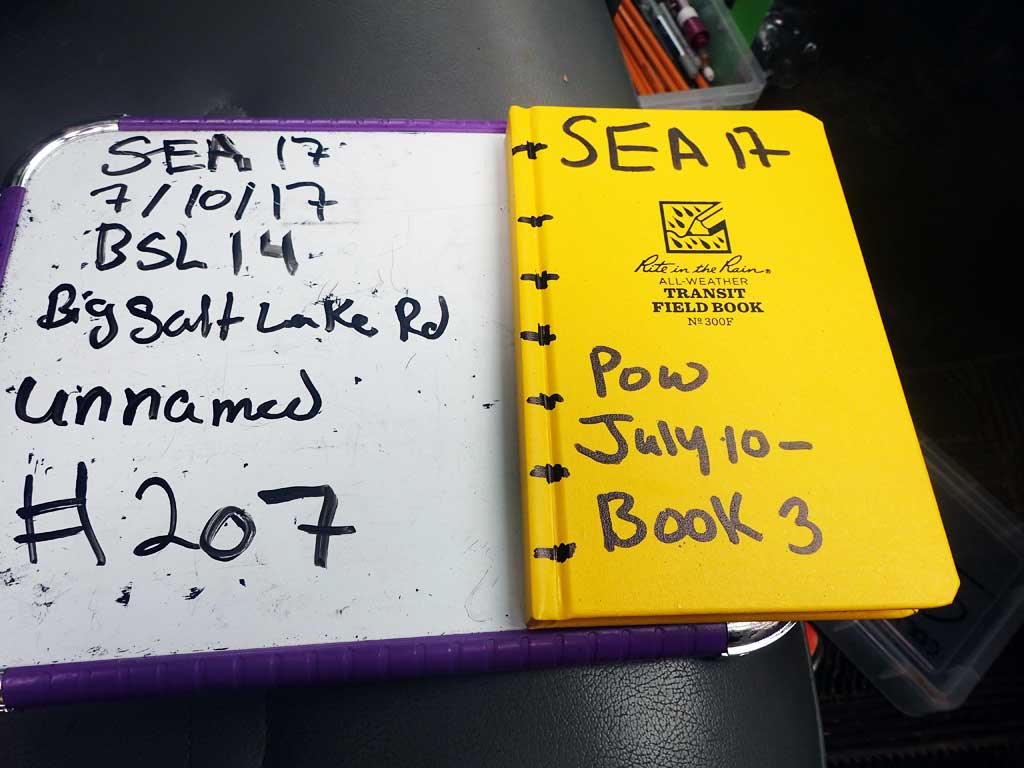 SEA 17
7/10/17
BSL 14
Big Salt Lake Rd
unnamed
#207
SEA 17
Rite in the Rain®
ALL-WEATHER
TRANSIT
FIELD BOOK
Nº 300F
POW
July 10-
BOOK 3